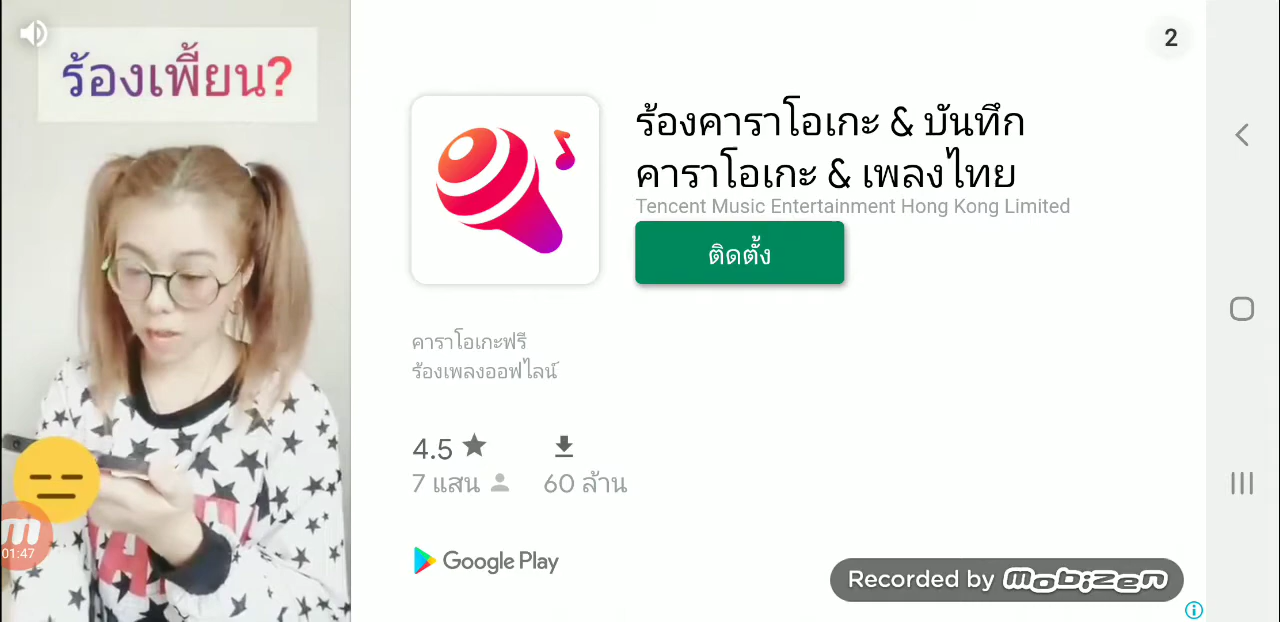 ร้องเพี้ยน?
2
ร้องคาราโอเกะ & บันทึก
คาราโอเกะ & เพลงไทย
Tencent Music Entertainment Hong Kong Limited
ติดตั้ง
คาราโอเกะฟรี
ร้องเพลงออฟไลน์
4.5
7 แสน 60 ล้าน
01:47
Google Play
Recorded by mobizen